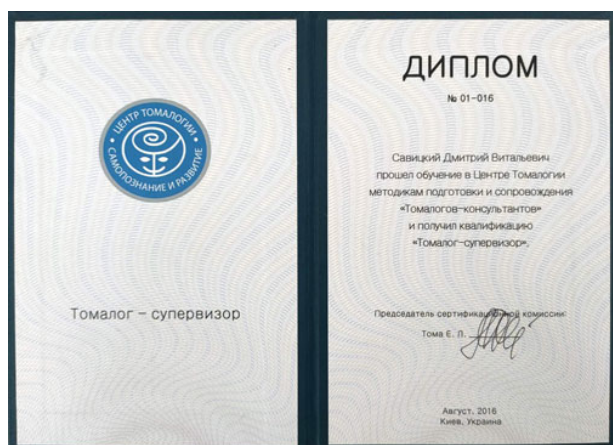 ЦЕНТР ТОМАЛОГИИ
САМОПОЗНАНИЕ И РАЗВИТИЕ
Томалог - супервизор
ДИПЛОМ
№ 01-016
Савицкий Дмитрий Витальевич
прошел обучение в Центре Томалогии
методикам подготовки и сопровождения
«Томалогов-консультантов»
и получил квалификацию
«Томалог-супервизор».
Председатель сертификационной комиссии:
Тома Е. Л.
Август, 2016
Киев, Украина